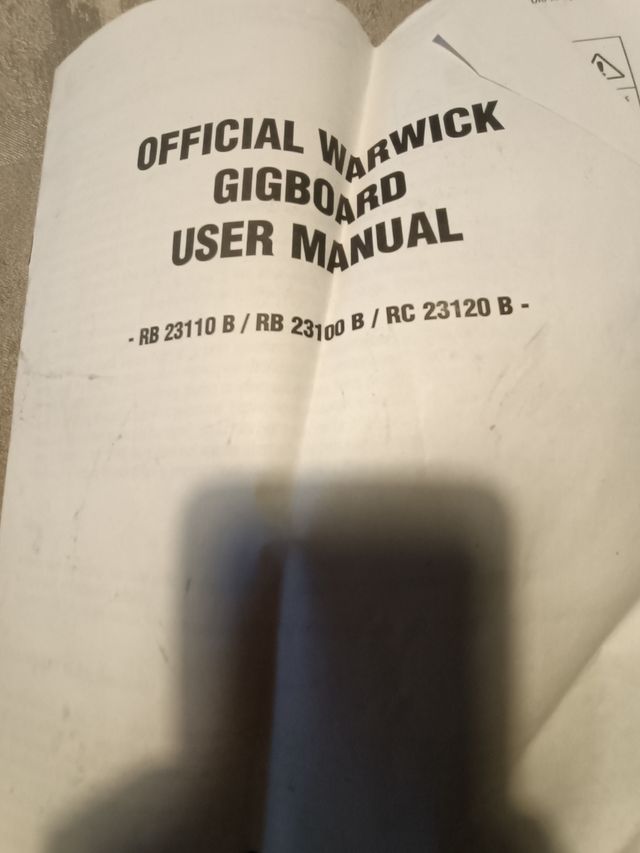 OFFICIAL WARWICK
GIGBOARD
USER MANUAL
- RB 23110 B / RB 23100 B / RC 23120 B -